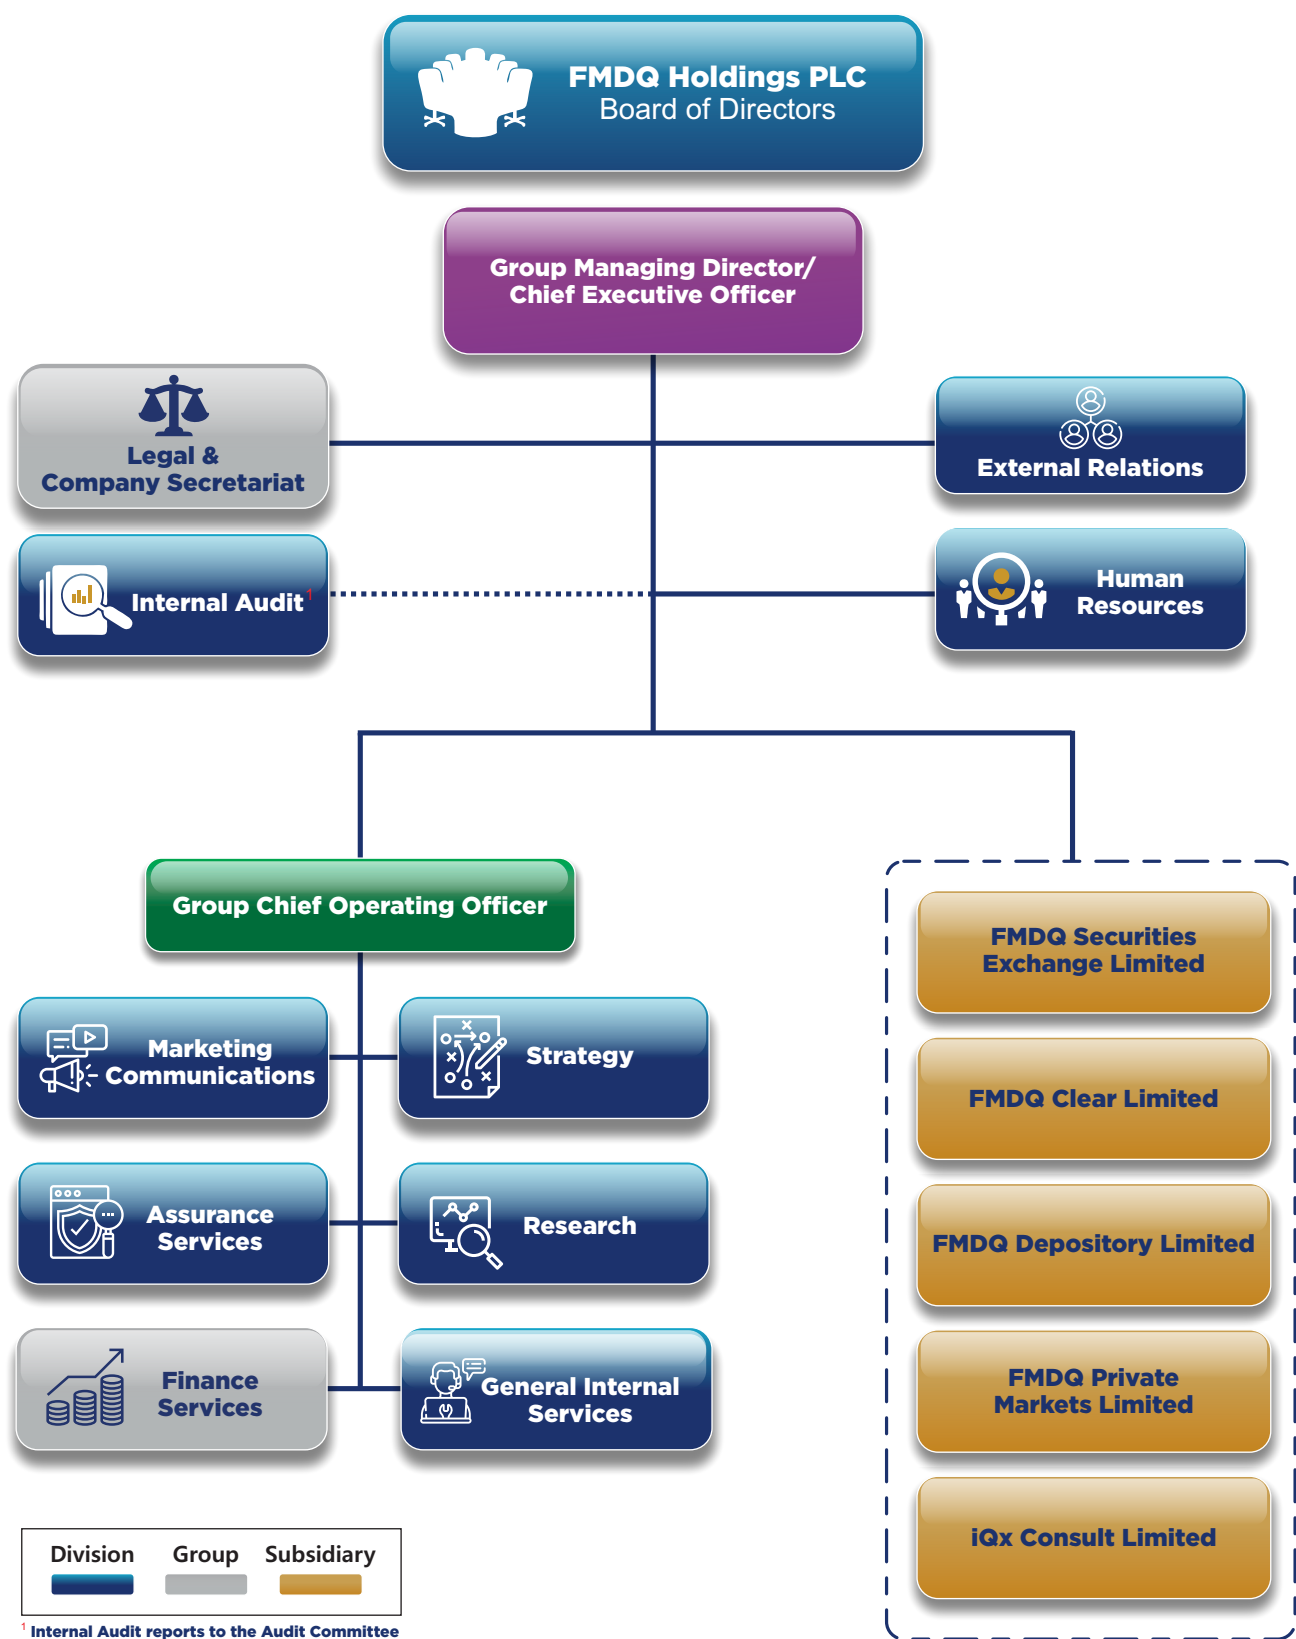 FMDQ Holdings PLC
Board of Directors
Group Managing Director/
Chief Executive Officer
Legal &
Company Secretariat
External Relations
Internal Audit 1
Human
Resources
Group Chief Operating Officer
Marketing
Communications
Strategy
Assurance
Services
Research
Finance
Services
General Internal
Services
FMDQ Securities
Exchange Limited
FMDQ Clear Limited
FMDQ Depository Limited
FMDQ Private
Markets Limited
iQx Consult Limited
Division Group Subsidiary
1 Internal Audit reports to the Audit Committee